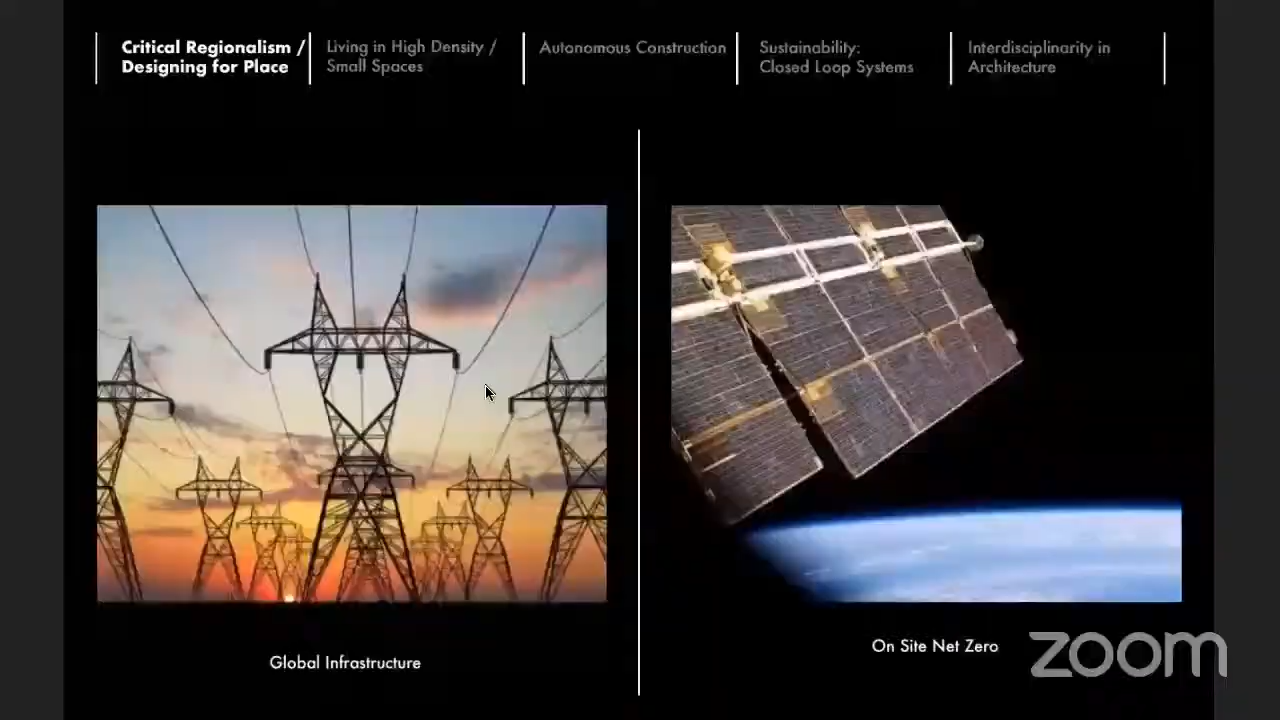 Critical Regionalism /
Designing for Place
Living in High Density /
Small Spaces
Autonomous Construction
Sustainability:
Closed Loop Systems
Interdisciplinarity in
Architecture
Global Infrastructure
On Site Net Zero
zoom